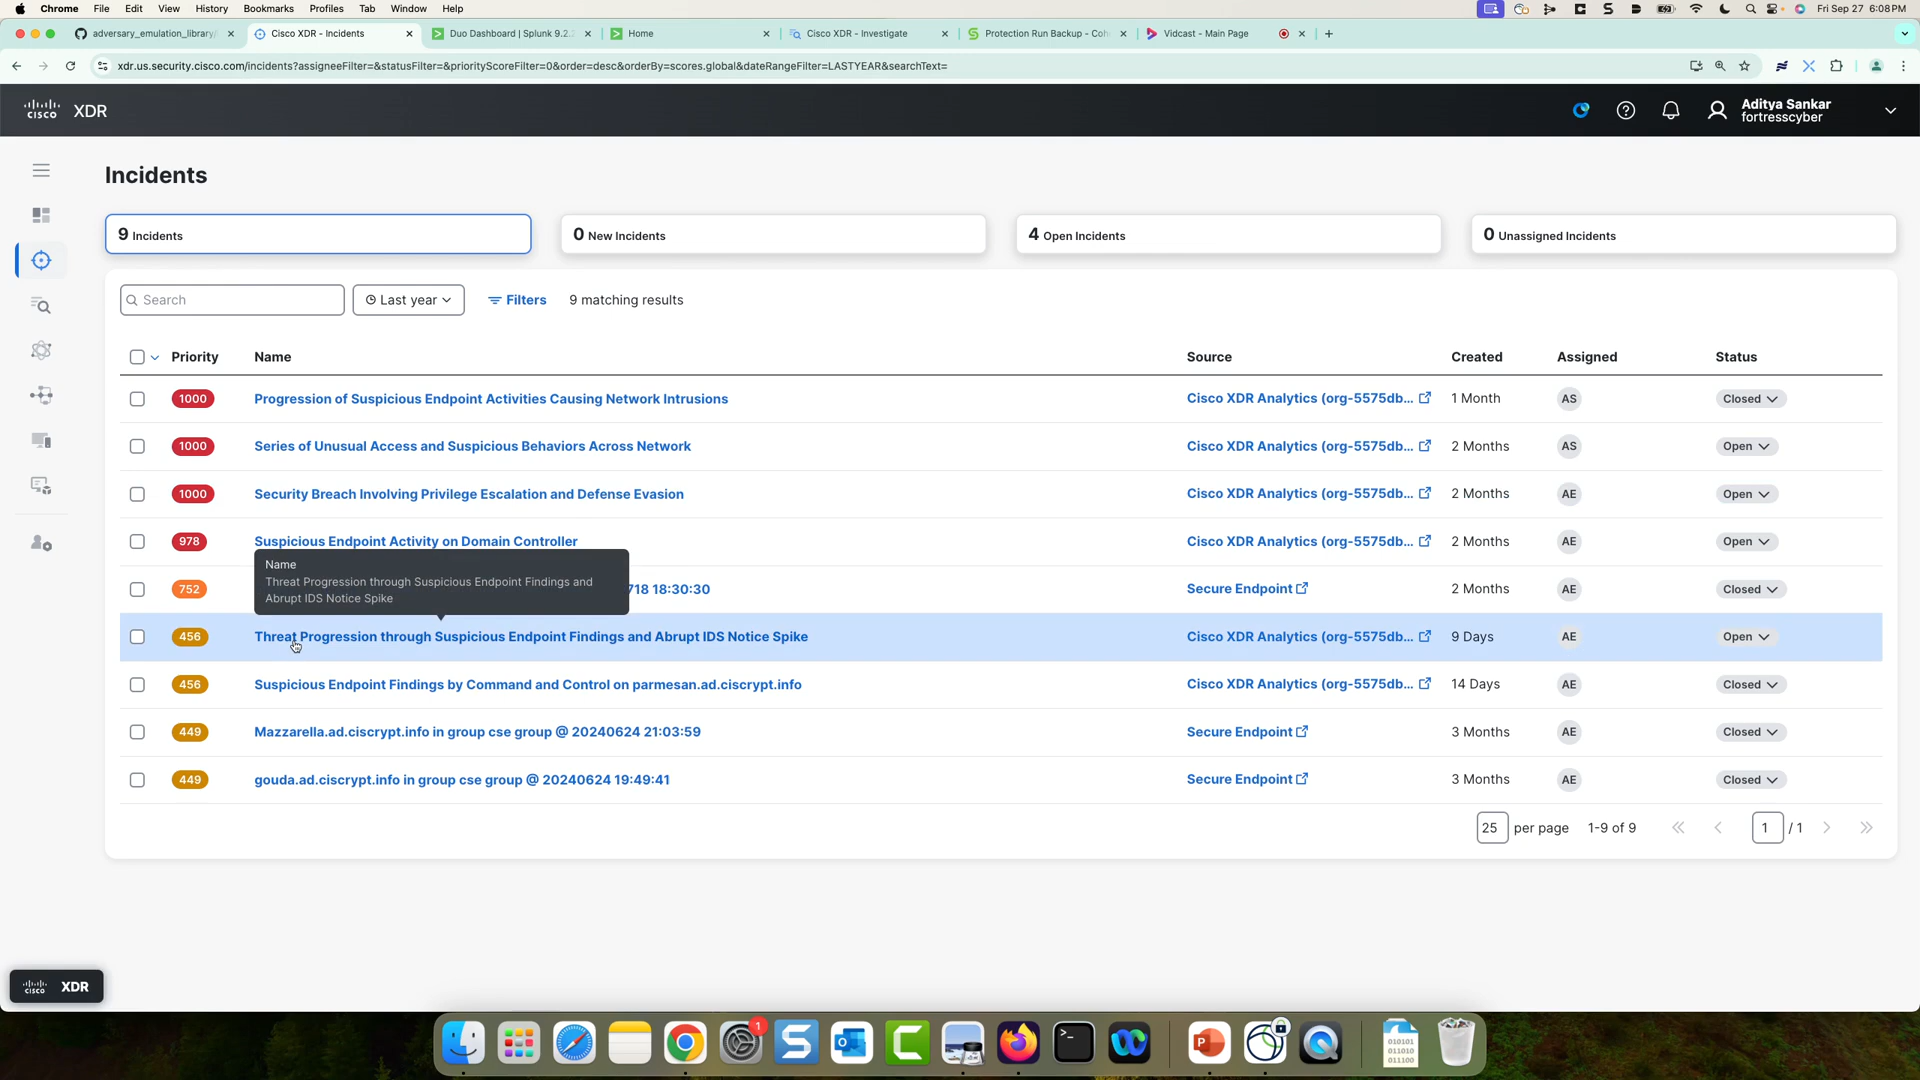 Chrome File Edit View History Bookmarks Profiles Tab Window Help Fri Sep 27 6:08 PM
adversary_emulation_library/ Cisco XDR - Incidents Duo Dashboard | Splunk 9.2. Home Cisco XDR - Investigate Protection Run Backup - Coh Vidcast - Main Page
xdr.us.security.cisco.com/incidents?assigneeFilter=&statusFilter=&priorityScoreFilter=0&order=desc&orderBy=scores.global&dateRangeFilter=LASTYEAR&searchText=
cisco XDR Aditya Sankar
fortresscyber
Incidents
9 Incidents 0 New Incidents 4 Open Incidents 0 Unassigned Incidents
Search Last year Filters 9 matching results
Priority Name Source Created Assigned Status
1000 Progression of Suspicious Endpoint Activities Causing Network Intrusions Cisco XDR Analytics (org-5575db... 1 Month AS Closed
1000 Series of Unusual Access and Suspicious Behaviors Across Network Cisco XDR Analytics (org-5575db... 2 Months AS Open
1000 Security Breach Involving Privilege Escalation and Defense Evasion Cisco XDR Analytics (org-5575db... 2 Months AE Open
978 Suspicious Endpoint Activity on Domain Controller Cisco XDR Analytics (org-5575db... 2 Months AE Open
Name
Threat Progression through Suspicious Endpoint Findings and
Abrupt IDS Notice Spike
752 718 18:30:30 Secure Endpoint 2 Months AE Closed
456 Threat Progression through Suspicious Endpoint Findings and Abrupt IDS Notice Spike Cisco XDR Analytics (org-5575db... 9 Days AE Open
456 Suspicious Endpoint Findings by Command and Control on parmesan.ad.ciscrypt.info Cisco XDR Analytics (org-5575db... 14 Days AE Closed
449 Mazzarella.ad.ciscrypt.info in group cse group @ 20240624 21:03:59 Secure Endpoint 3 Months AE Closed
449 gouda.ad.ciscrypt.info in group cse group @ 20240624 19:49:41 Secure Endpoint 3 Months AE Closed
25 per page 1-9 of 9 1 / 1
cisco XDR
1
010101
011010
011100